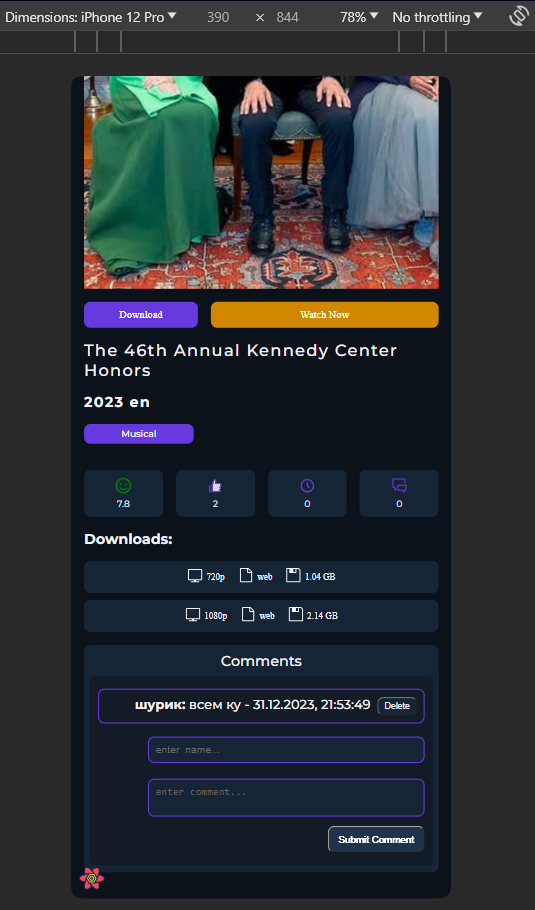 Dimensions: iPhone 12 Pro 390 × 844 78% No throttling
Download Watch Now
The 46th Annual Kennedy Center
Honors
2023 en
Musical
7.8 2 0 0
Downloads:
720p web 1.04 GB
1080p web 2.14 GB
Comments
шурик: всем ку - 31.12.2023, 21:53:49 Delete
enter name...
enter comment...
Submit Comment